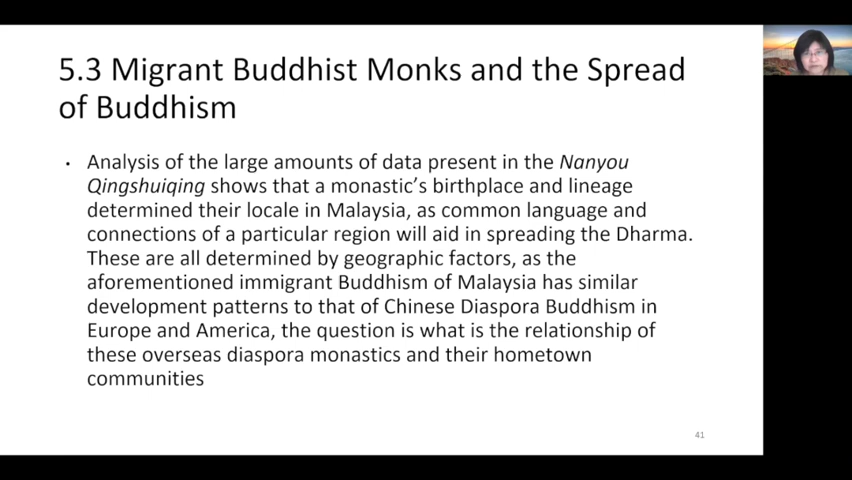 5.3 Migrant Buddhist Monks and the Spread
of Buddhism
• Analysis of the large amounts of data present in the Nanyou
Qingshuiqing shows that a monastic's birthplace and lineage
determined their locale in Malaysia, as common language and
connections of a particular region will aid in spreading the Dharma.
These are all determined by geographic factors, as the
aforementioned immigrant Buddhism of Malaysia has similar
development patterns to that of Chinese Diaspora Buddhism in
Europe and America, the question is what is the relationship of
these overseas diaspora monastics and their hometown
communities
41